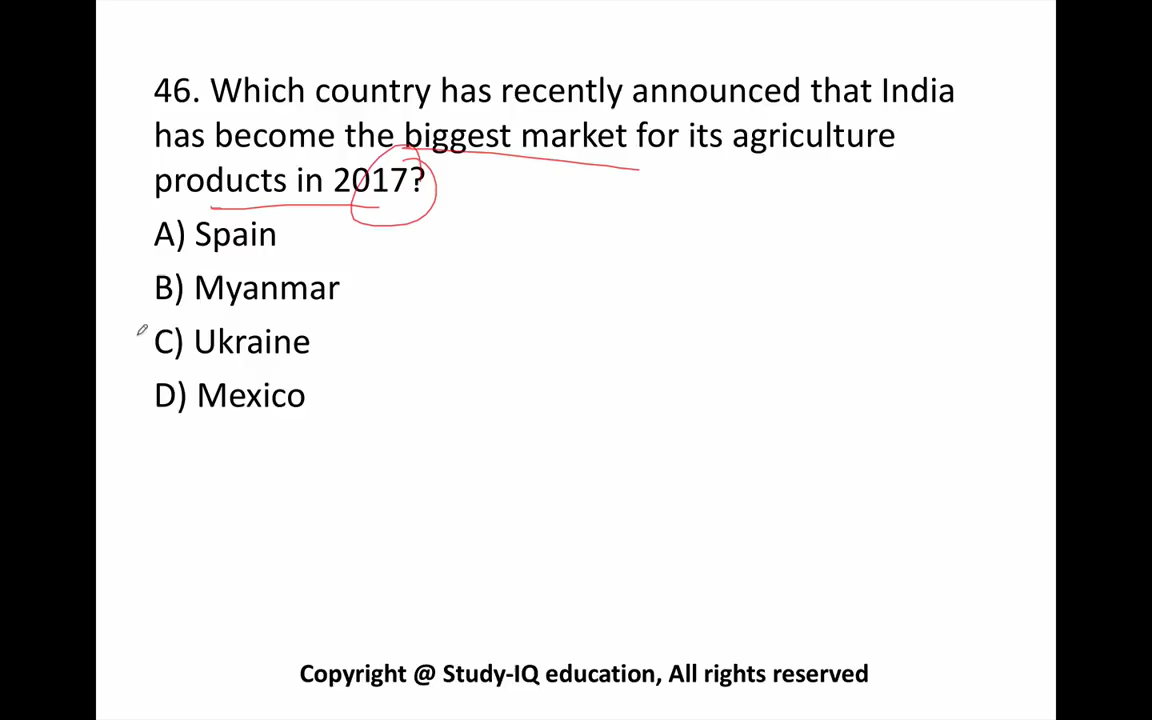 46. Which country has recently announced that India
has become the biggest market for its agriculture
products in 2017?
A) Spain
B) Myanmar
C) Ukraine
D) Mexico
Copyright @ Study-IQ education, All rights reserved